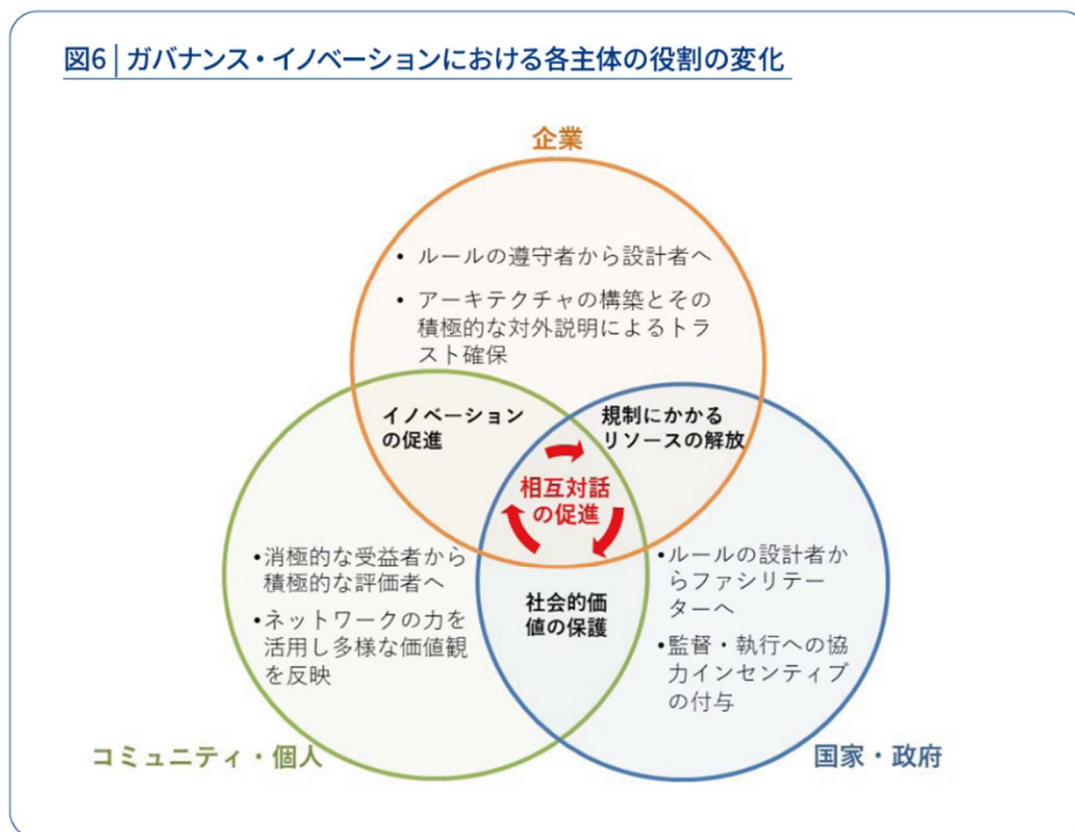 図6│ガバナンス・イノベーションにおける各主体の役割の変化
企業
• ルールの遵守者から設計者へ
• アーキテクチャの構築とその
積極的な対外説明によるトラ
スト確保
イノベーション
の促進
規制にかかる
リソースの解放
相互対話
の促進
•消極的な受益者から
積極的な評価者へ
•ネットワークの力を
活用し多様な価値観
を反映
社会的価
値の保護
•ルールの設計者か
らファシリテー
ターへ
•監督・執行への協
力インセンティブ
の付与
コミュニティ・個人
国家・政府